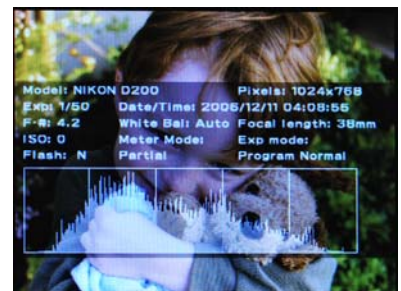 Model: NIKON D200 Pixels: 1024x768
Exp: 1/50 Date/Time: 2006/12/11 04:08:55
F-#: 4.2 White Bal: Auto Focal length: 38mm
ISO: 0 Meter Mode: Exp mode:
Flash: N Partial Program Normal